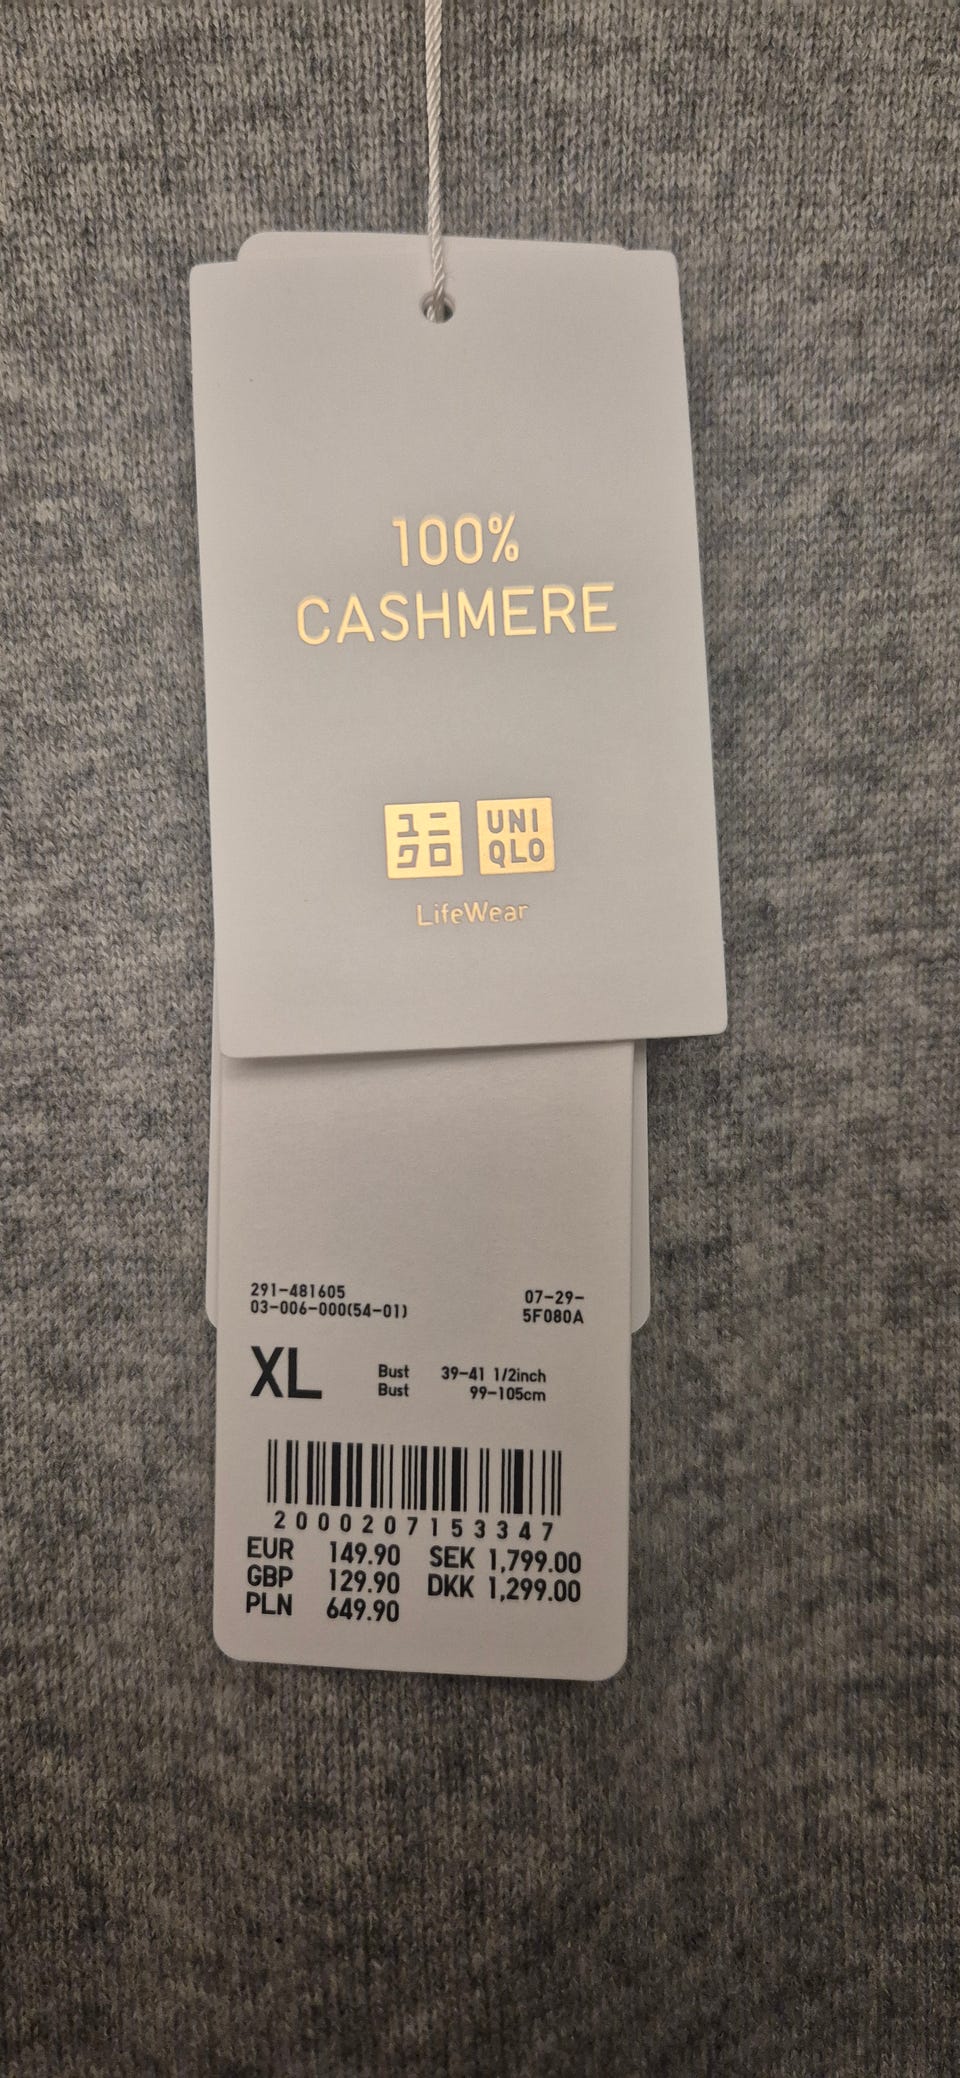 100%
CASHMERE
ユニ UNI
クロ QLO
LifeWear
291-481605 07-29-
03-006-000(54-01) 5F080A
XL Bust 39-41 1/2inch
Bust 99-105cm
2000207153347
EUR 149.90 SEK 1,799.00
GBP 129.90 DKK 1,299.00
PLN 649.90